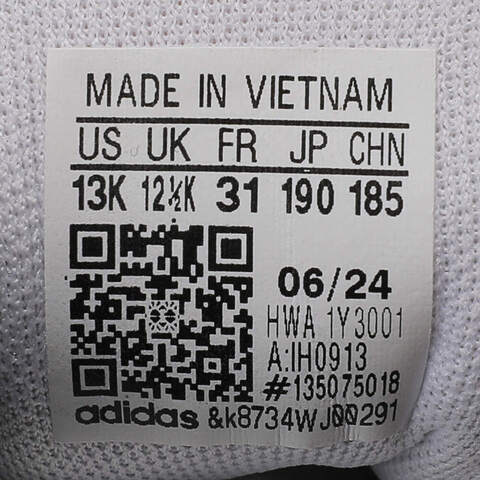 MADE IN VIETNAM
US UK FR JP CHN
13K 12½K 31 190 185
06/24
HWA 1Y3001
A:IH0913
#135075018
adidas &k8734WJ00291